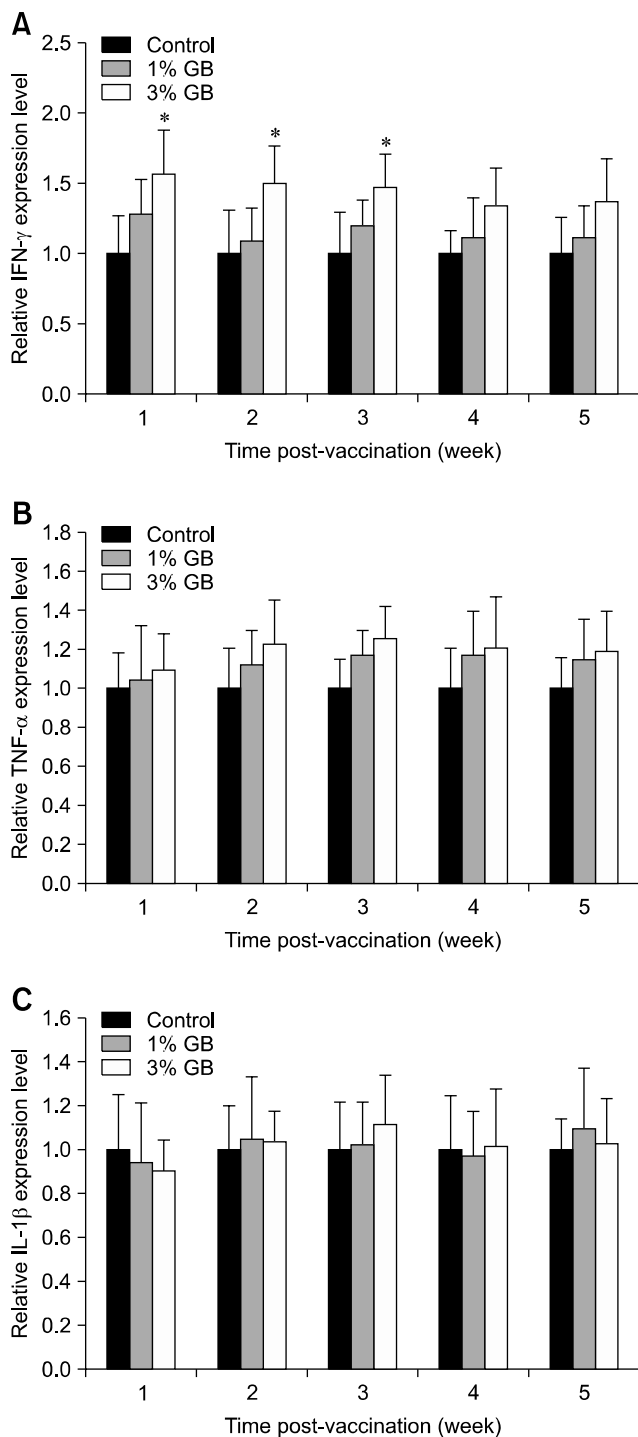 A
Control
1% GB
3% GB
Relative IFN-γ expression level
2.5
2.0
1.5
1.0
0.5
0.0
* * *
1 2 3 4 5
Time post-vaccination (week)
B
Control
1% GB
3% GB
Relative TNF-α expression level
1.8
1.6
1.4
1.2
1.0
0.8
0.6
0.4
0.2
0.0
1 2 3 4 5
Time post-vaccination (week)
C
Control
1% GB
3% GB
Relative IL-1β expression level
1.6
1.4
1.2
1.0
0.8
0.6
0.4
0.2
0.0
1 2 3 4 5
Time post-vaccination (week)